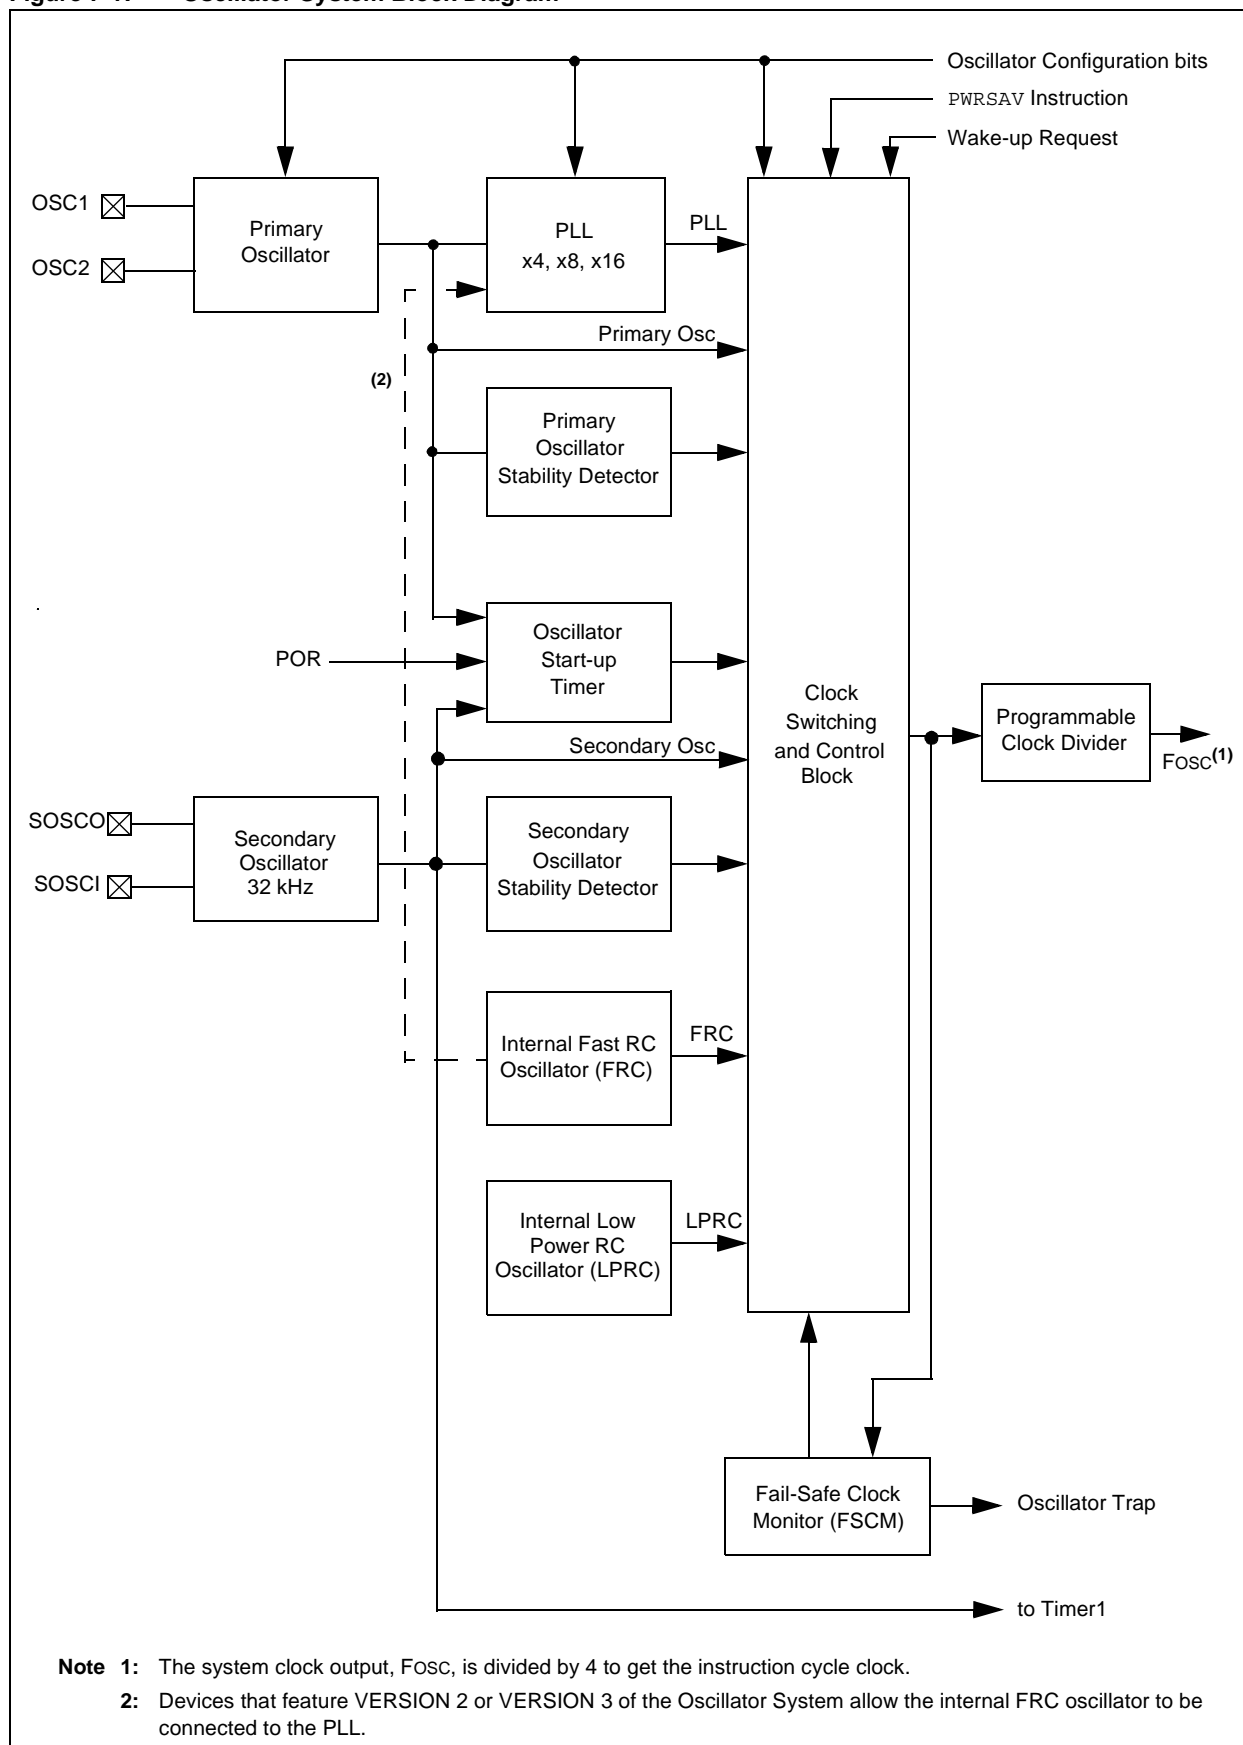 Oscillator Configuration bits
PWRSAV Instruction
Wake-up Request
OSC1
OSC2
Primary
Oscillator
PLL
x4, x8, x16
PLL
Primary Osc
(2)
Primary
Oscillator
Stability Detector
POR
Oscillator
Start-up
Timer
Secondary Osc
Clock
Switching
and Control
Block
Programmable
Clock Divider
FOSC(1)
SOSCO
SOSCI
Secondary
Oscillator
32 kHz
Secondary
Oscillator
Stability Detector
Internal Fast RC
Oscillator (FRC)
FRC
Internal Low
Power RC
Oscillator (LPRC)
LPRC
Fail-Safe Clock
Monitor (FSCM)
Oscillator Trap
to Timer1
Note 1: The system clock output, FOSC, is divided by 4 to get the instruction cycle clock.
2: Devices that feature VERSION 2 or VERSION 3 of the Oscillator System allow the internal FRC oscillator to be
connected to the PLL.